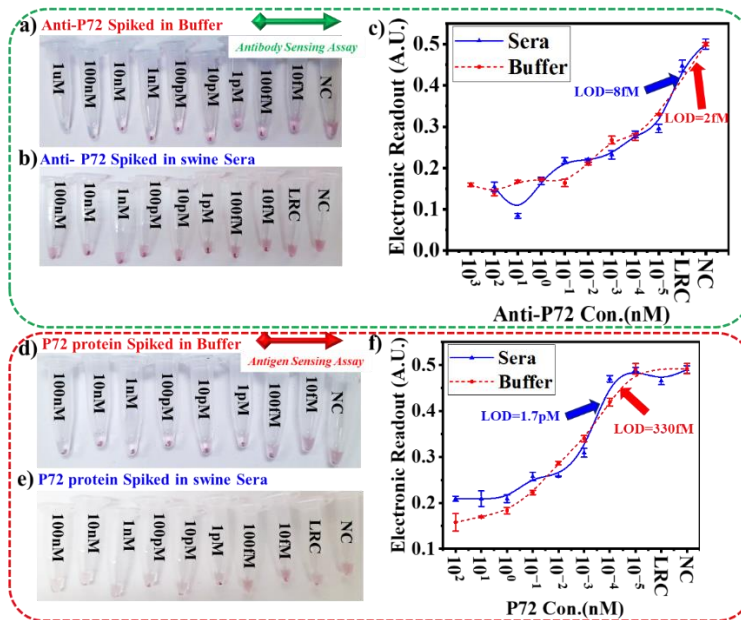 a) Anti-P72 Spiked in Buffer
Antibody Sensing Assay
1uM
100nM
10nM
1nM
100pM
10pM
1pM
100fM
10fM
NC
b) Anti- P72 Spiked in swine Sera
100nM
10nM
1nM
100pM
10pM
1pM
100fM
10fM
LRC
NC
c)
Electronic Readout (A.U.)
0.5
0.4
0.3
0.2
0.1
0.0
Sera
Buffer
LOD=8fM
LOD=2fM
10³
10²
10¹
10⁰
10⁻¹
10⁻²
10⁻³
10⁻⁴
10⁻⁵
LRC
NC
Anti-P72 Con.(nM)
d) P72 protein Spiked in Buffer
Antigen Sensing Assay
100nM
10nM
1nM
100pM
10pM
1pM
100fM
10fM
NC
e) P72 protein Spiked in swine Sera
100nM
10nM
1nM
100pM
10pM
1pM
100fM
10fM
LRC
NC
f)
Electronic Readout (A.U.)
0.5
0.4
0.3
0.2
0.1
Sera
Buffer
LOD=1.7pM
LOD=330fM
10²
10¹
10⁰
10⁻¹
10⁻²
10⁻³
10⁻⁴
10⁻⁵
LRC
NC
P72 Con.(nM)